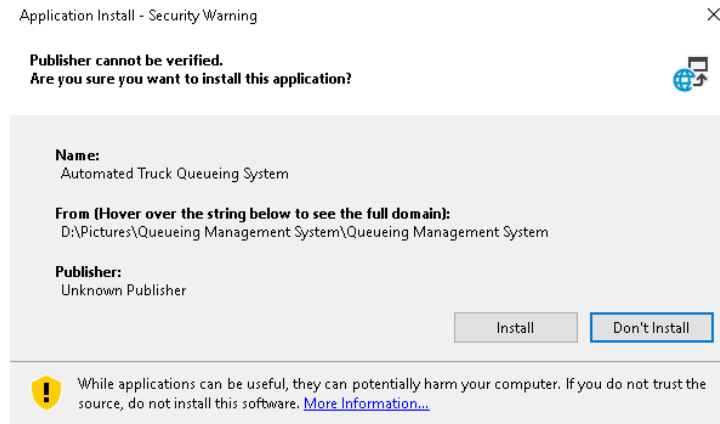 Application Install - Security Warning
Publisher cannot be verified.
Are you sure you want to install this application?
Name:
Automated Truck Queueing System
From (Hover over the string below to see the full domain):
D:\Pictures\Queueing Management System\Queueing Management System
Publisher:
Unknown Publisher
Install Don't Install
While applications can be useful, they can potentially harm your computer. If you do not trust the
source, do not install this software. More Information...